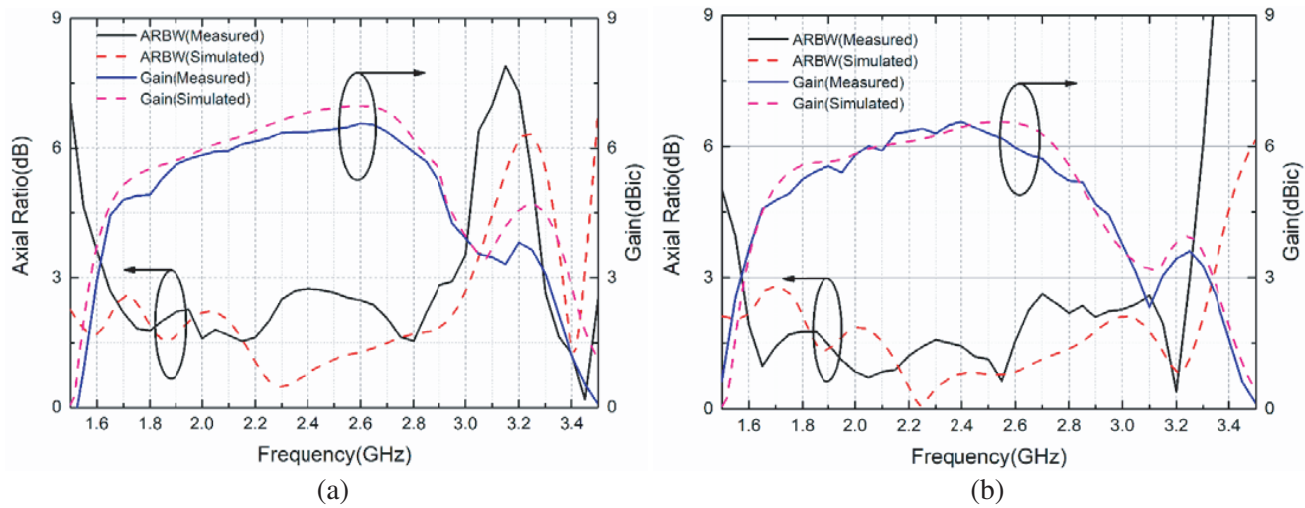 9
6
3
0
Axial Ratio(dB)
ARBW(Measured)
ARBW(Simulated)
Gain(Measured)
Gain(Simulated)
9
6
3
0
Gain(dBic)
1.6 1.8 2.0 2.2 2.4 2.6 2.8 3.0 3.2 3.4
Frequency(GHz)
(a)
9
6
3
0
Axial Ratio(dB)
ARBW(Measured)
ARBW(Simulated)
Gain(Measured)
Gain(Simulated)
9
6
3
0
Gain(dBic)
1.6 1.8 2.0 2.2 2.4 2.6 2.8 3.0 3.2 3.4
Frequency(GHz)
(b)